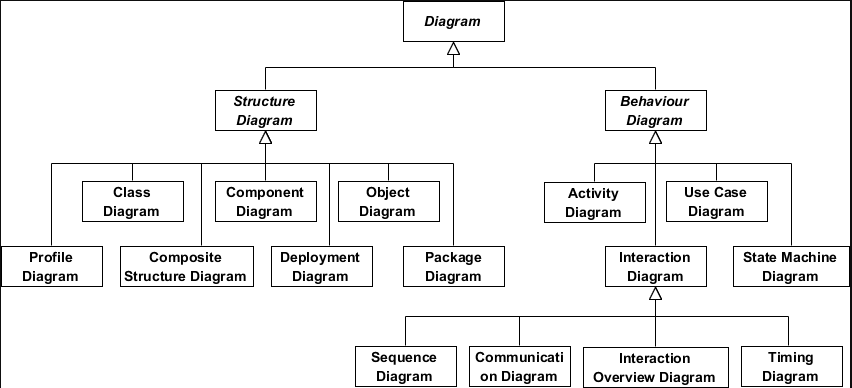 Diagram
Structure
Diagram
Behaviour
Diagram
Class
Diagram
Component
Diagram
Object
Diagram
Activity
Diagram
Use Case
Diagram
Profile
Diagram
Composite
Structure Diagram
Deployment
Diagram
Package
Diagram
Interaction
Diagram
State Machine
Diagram
Sequence
Diagram
Communicati
on Diagram
Interaction
Overview Diagram
Timing
Diagram